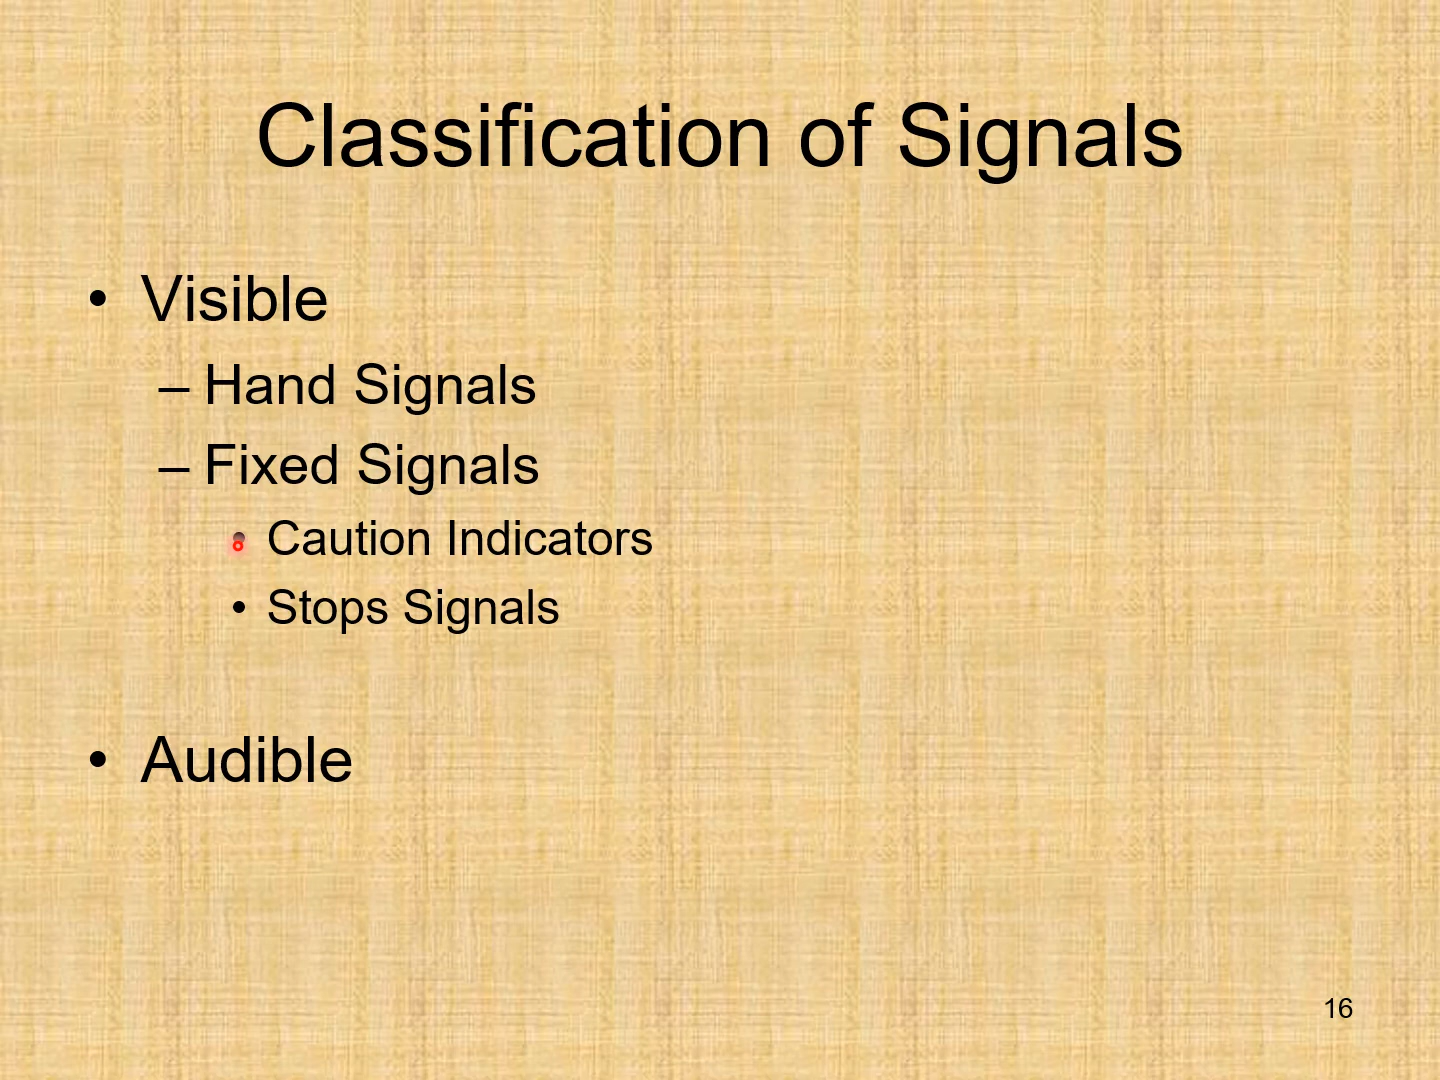 Classification of Signals
• Visible
– Hand Signals
– Fixed Signals
• Caution Indicators
• Stops Signals
• Audible
16